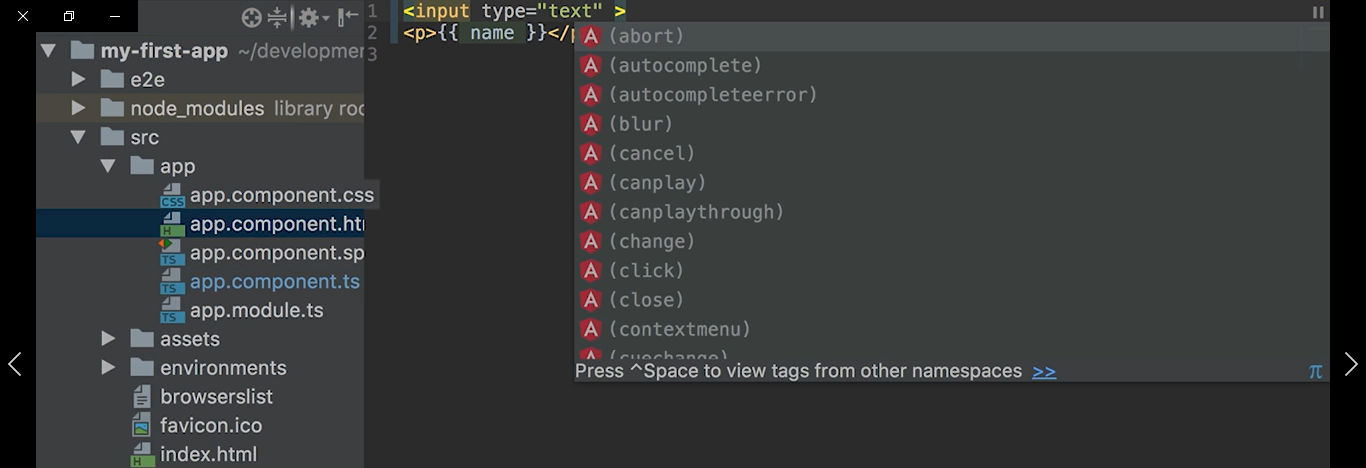 my-first-app ~/developmen
e2e
node_modules library roo
src
app
app.component.css
app.component.ht
app.component.sp
app.component.ts
app.module.ts
assets
environments
browserslist
favicon.ico
index.html
1 <input type="text" >
2 <p>{{ name }}</p
3
(abort)
(autocomplete)
(autocompleteerror)
(blur)
(cancel)
(canplay)
(canplaythrough)
(change)
(click)
(close)
(contextmenu)
(cuechange)
Press ^Space to view tags from other namespaces >> π